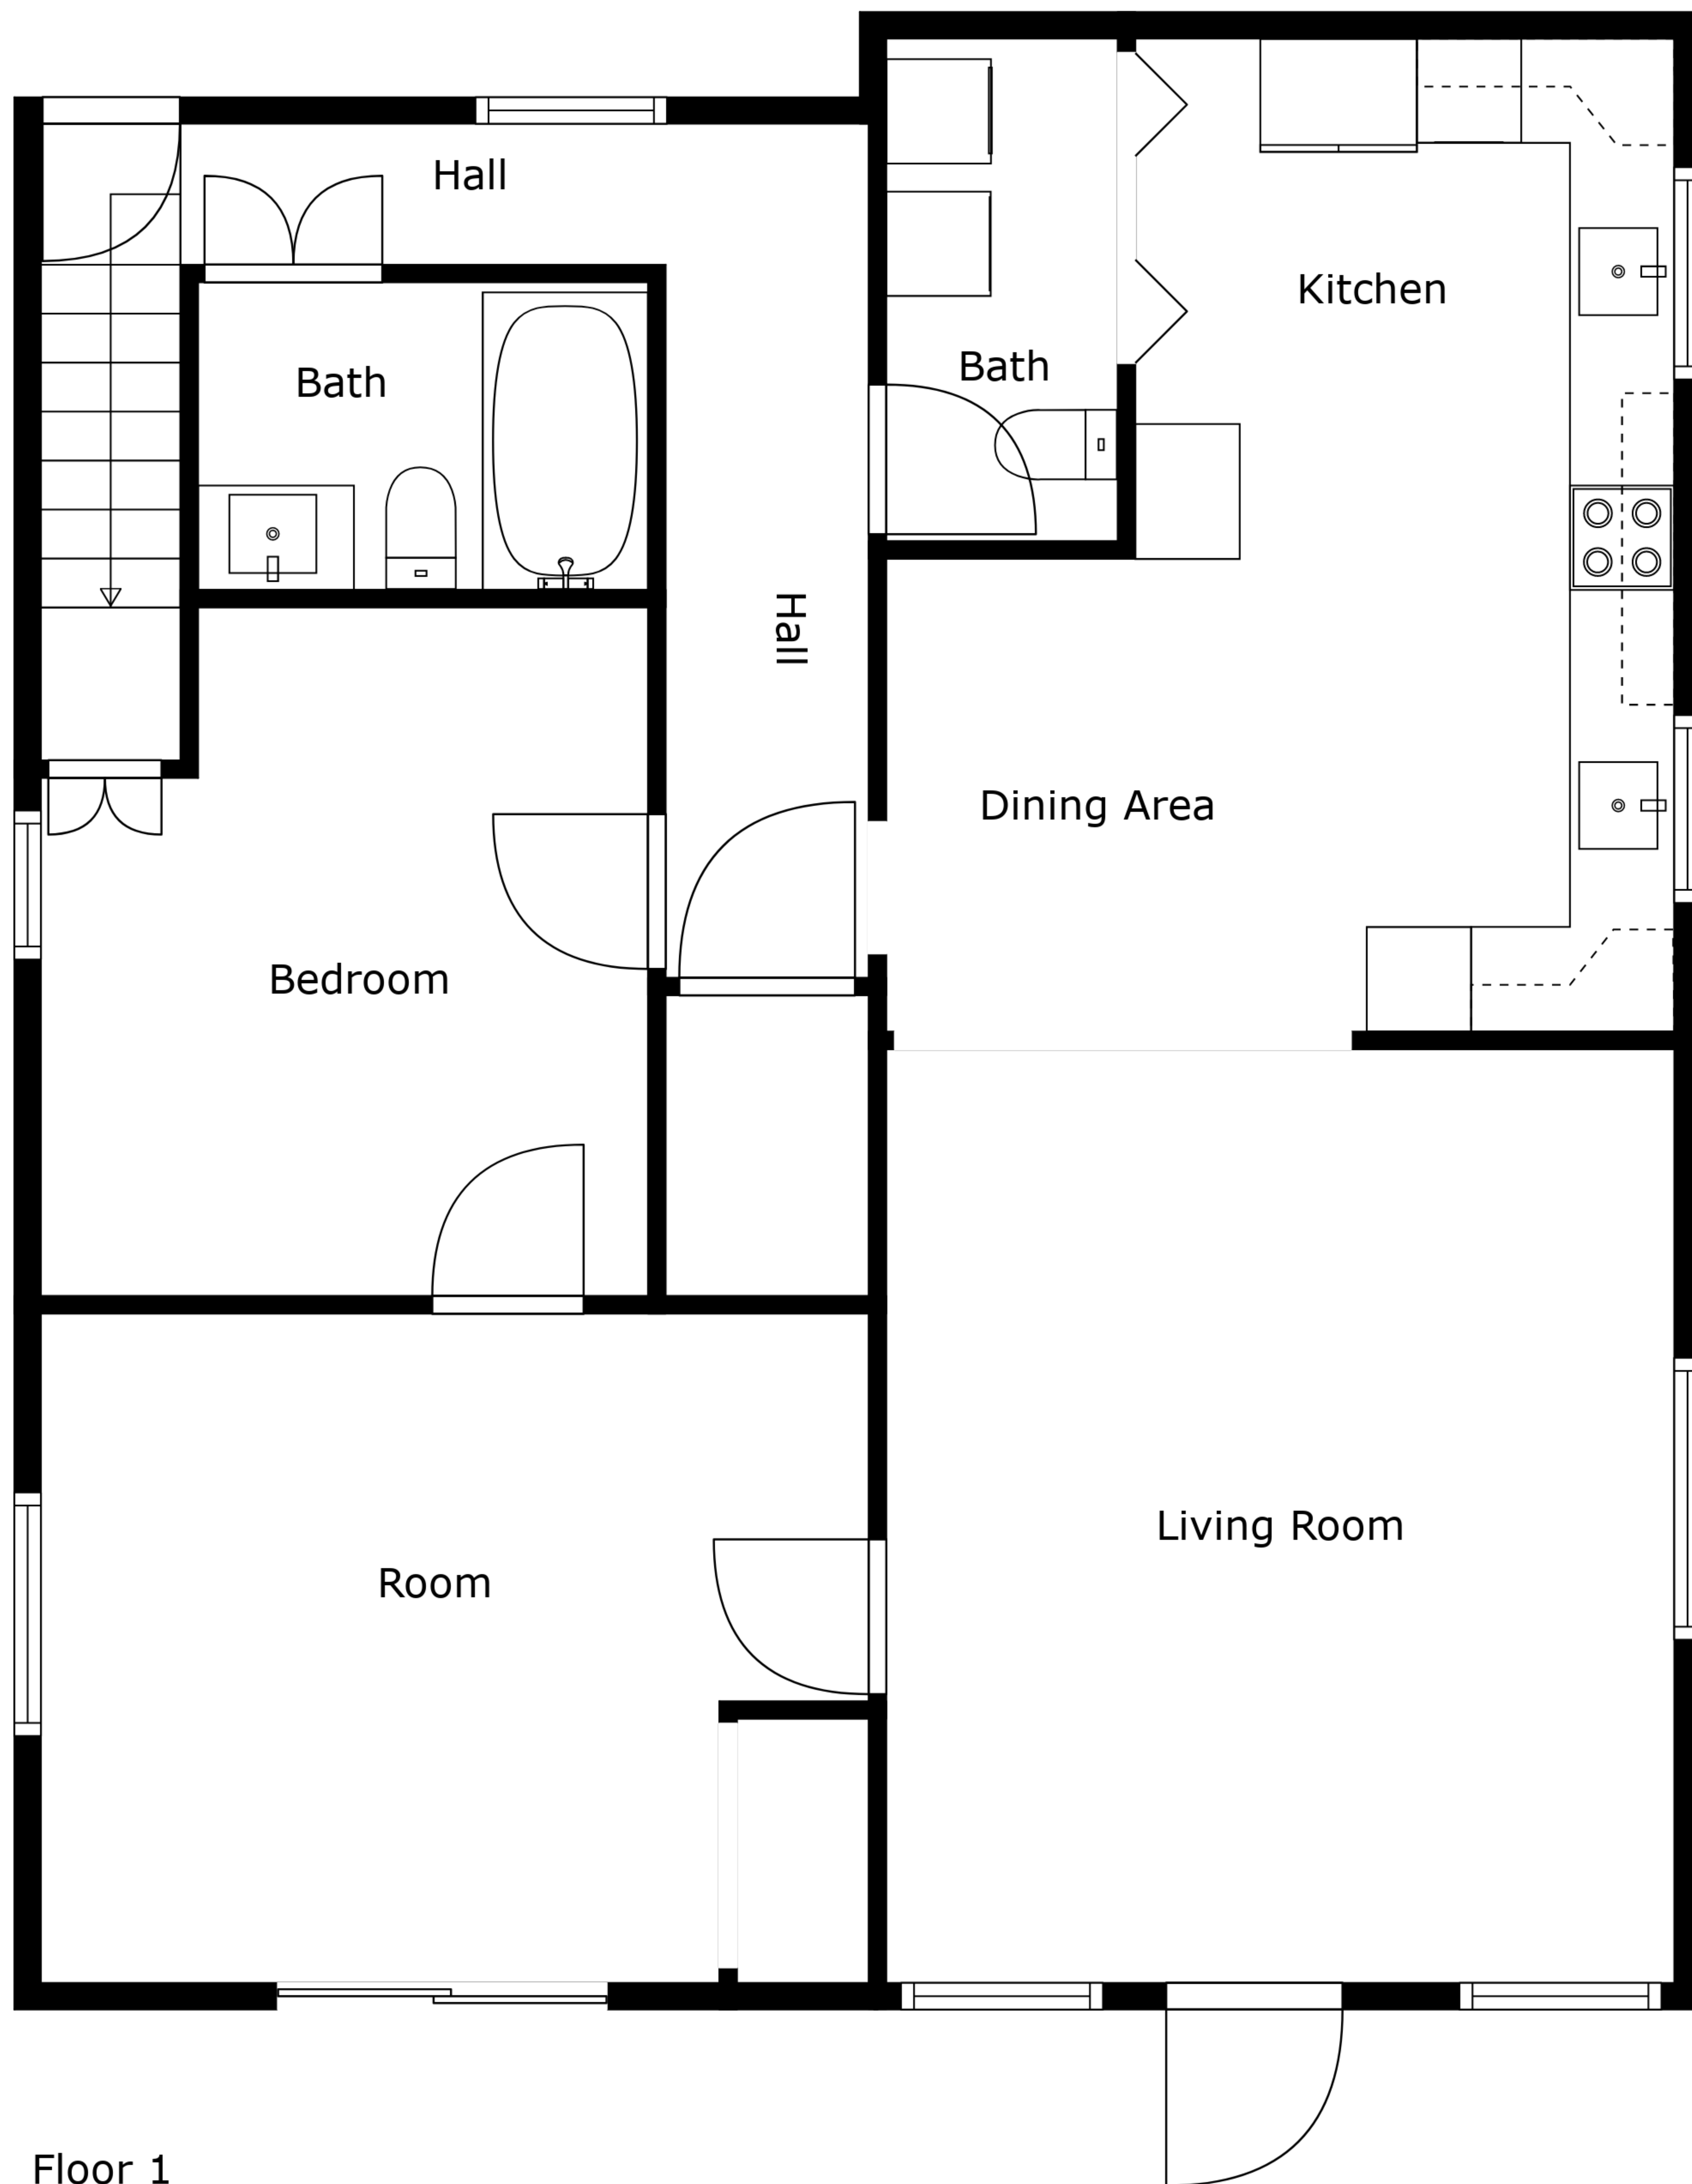 Hall
Kitchen
Bath
Bath
Hall
Dining Area
Bedroom
Living Room
Room
Floor 1